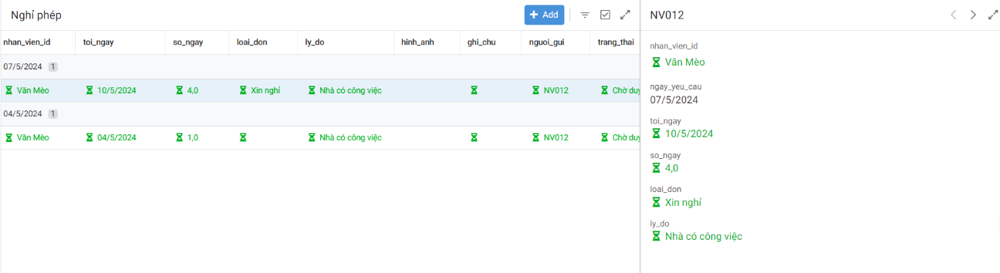 Nghỉ phép
Add
nhan_vien_id toi_ngay so_ngay loai_don ly_do hinh_anh ghi_chu nguoi_gui trang_thai
07/5/2024 1
Văn Mèo 10/5/2024 4,0 Xin nghỉ Nhà có công việc NV012 Chờ duy
04/5/2024 1
Văn Mèo 04/5/2024 1,0 Nhà có công việc NV012 Chờ duy
NV012
nhan_vien_id
Văn Mèo
ngay_yeu_cau
07/5/2024
toi_ngay
10/5/2024
so_ngay
4,0
loai_don
Xin nghỉ
ly_do
Nhà có công việc